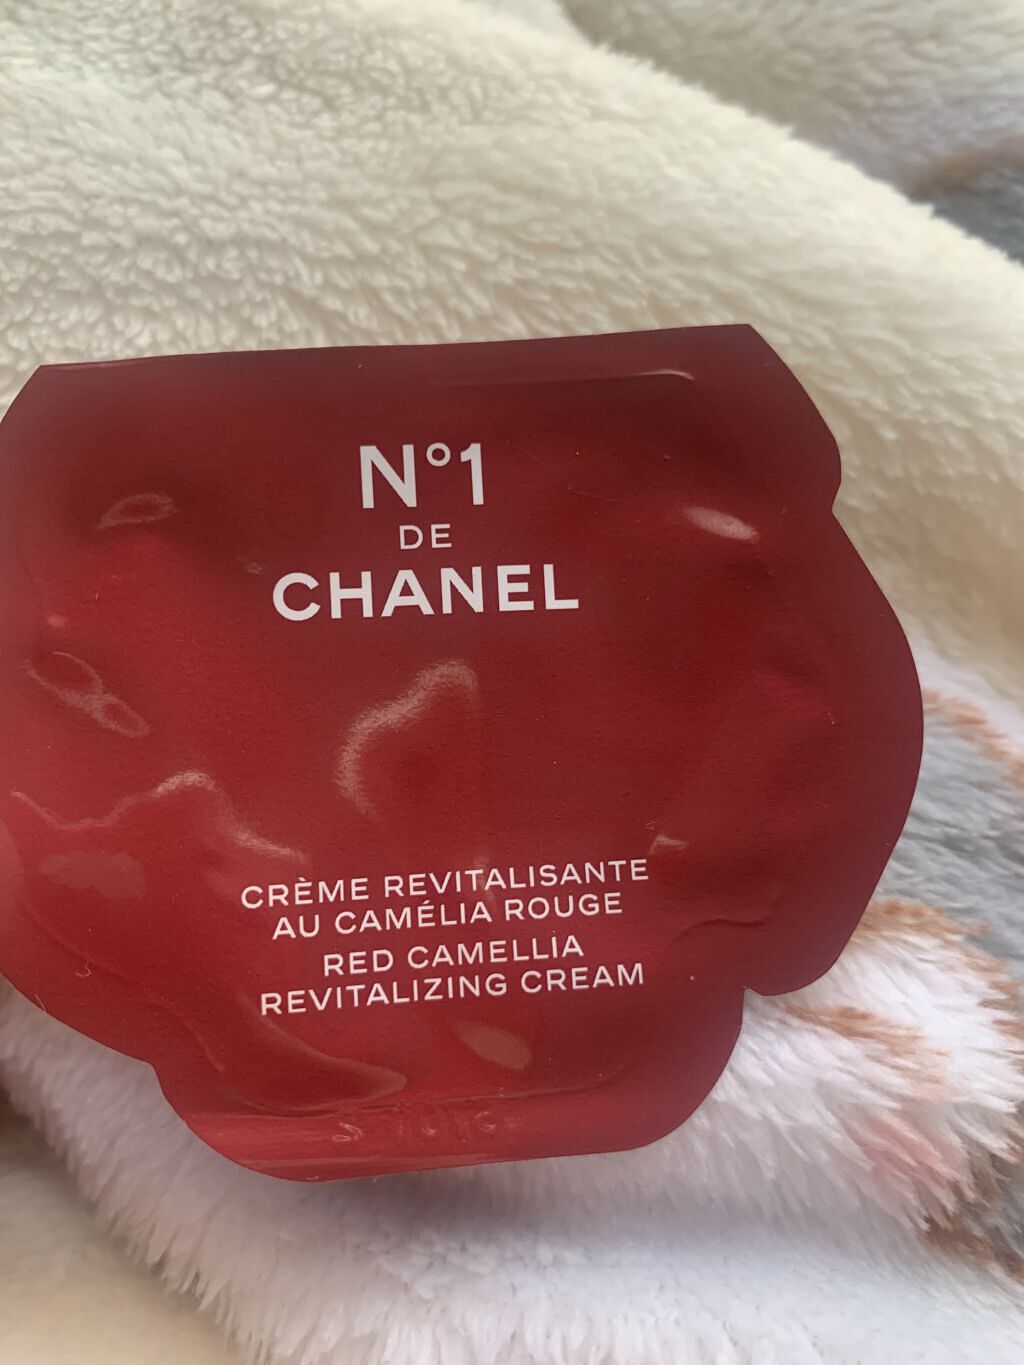 N°1
DE
CHANEL
CRÈME REVITALISANTE
AU CAMÉLIA ROUGE
RED CAMELLIA
REVITALIZING CREAM